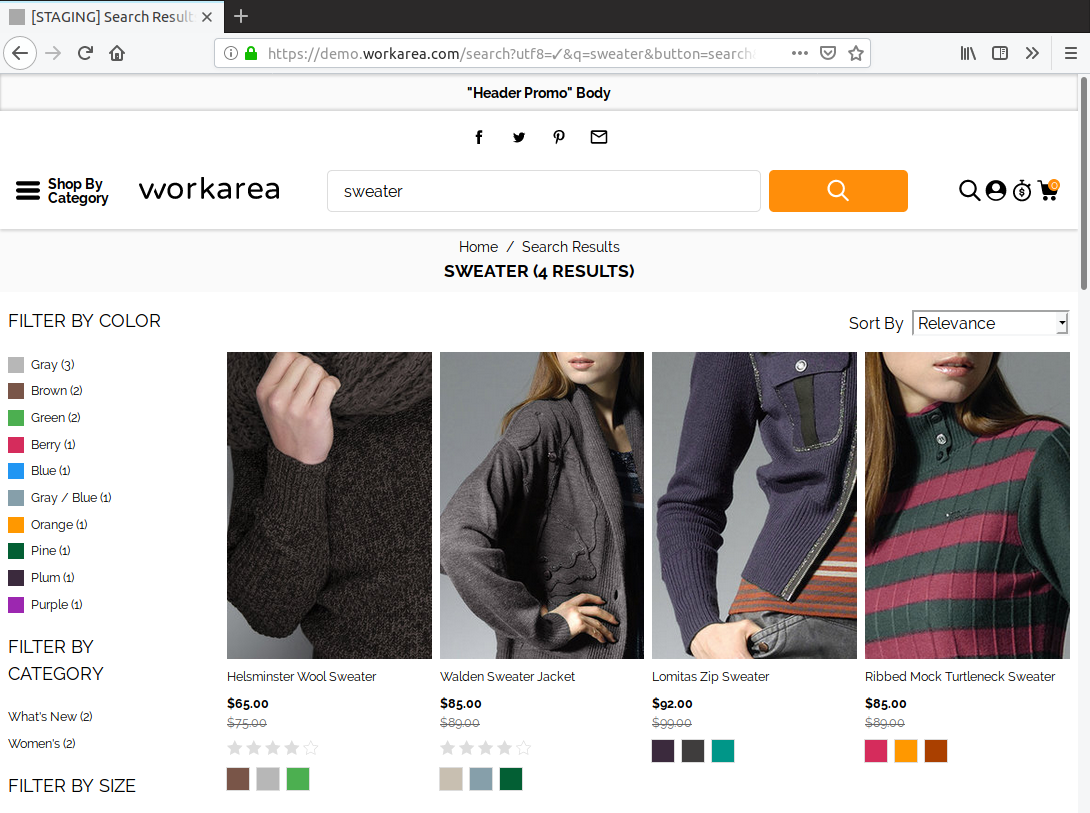 [STAGING] Search Result
https://demo.workarea.com/search?utf8=✓&q=sweater&button=search
"Header Promo" Body
Shop By
Category
workarea
sweater
0
Home / Search Results
SWEATER (4 RESULTS)
FILTER BY COLOR
Gray (3)
Brown (2)
Green (2)
Berry (1)
Blue (1)
Gray / Blue (1)
Orange (1)
Pine (1)
Plum (1)
Purple (1)
FILTER BY
CATEGORY
What's New (2)
Women's (2)
FILTER BY SIZE
Sort By Relevance
Helsminster Wool Sweater
$65.00
$75.00
Walden Sweater Jacket
$85.00
$89.00
Lomitas Zip Sweater
$92.00
$99.00
Ribbed Mock Turtleneck Sweater
$85.00
$89.00